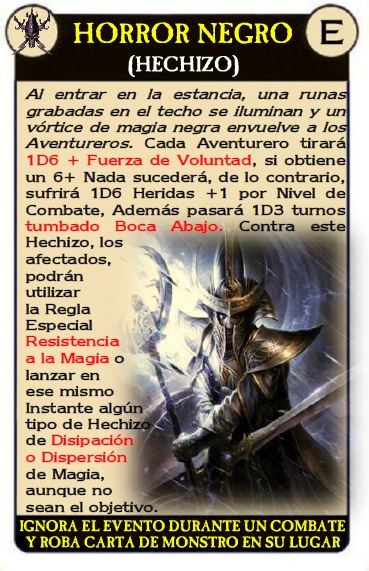 HORROR NEGRO
E
(HECHIZO)
Al entrar en la estancia, una runas
grabadas en el techo se iluminan y un
vórtice de magia negra envuelve a los
Aventureros. Cada Aventurero tirará
1D6 + Fuerza de Voluntad, si obtiene
un 6+ Nada sucederá, de lo contrario,
sufrirá 1D6 Heridas +1 por Nivel de
Combate, Además pasará 1D3 turnos
tumbado Boca Abajo. Contra este
Hechizo, los
afectados,
podrán
utilizar
la Regla
Especial
Resistencia
a la Magia o
lanzar en
ese mismo
Instante algún
tipo de Hechizo
de Disipación
o Dispersión
de Magia,
aunque no
sean el objetivo.
IGNORA EL EVENTO DURANTE UN COMBATE
Y ROBA CARTA DE MONSTRO EN SU LUGAR